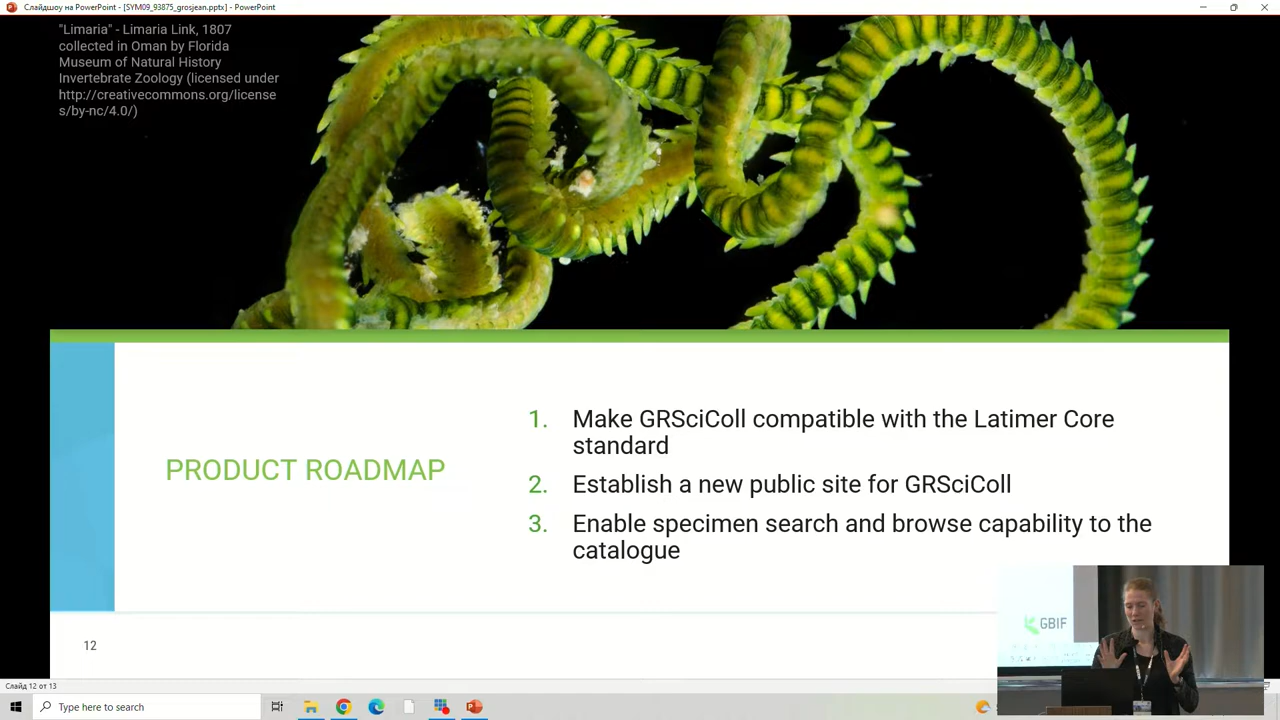 Слайдшоу на PowerPoint - [SYM09_93875_grosjean.pptx] - PowerPoint
"Limaria" - Limaria Link, 1807
collected in Oman by Florida
Museum of Natural History
Invertebrate Zoology (licensed under
http://creativecommons.org/license
s/by-nc/4.0/)
PRODUCT ROADMAP
1. Make GRSciColl compatible with the Latimer Core
standard
2. Establish a new public site for GRSciColl
3. Enable specimen search and browse capability to the
catalogue
GBIF
12
Слайд 12 от 13
Type here to search